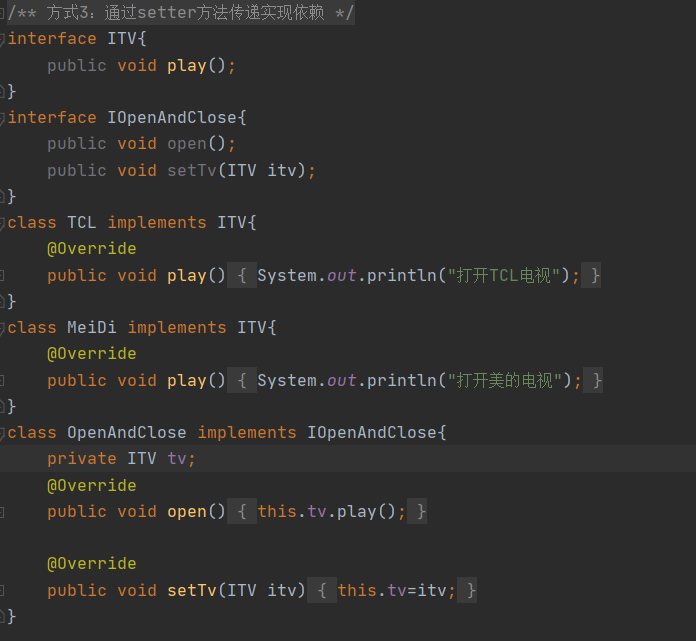 /** 方式3：通过setter方法传递实现依赖 */
interface ITV{
    public void play();
}
interface IOpenAndClose{
    public void open();
    public void setTv(ITV itv);
}
class TCL implements ITV{
    @Override
    public void play() { System.out.println("打开TCL电视"); }
}
class MeiDi implements ITV{
    @Override
    public void play() { System.out.println("打开美的电视"); }
}
class OpenAndClose implements IOpenAndClose{
    private ITV tv;
    @Override
    public void open() { this.tv.play(); }

    @Override
    public void setTv(ITV itv) { this.tv=itv; }
}